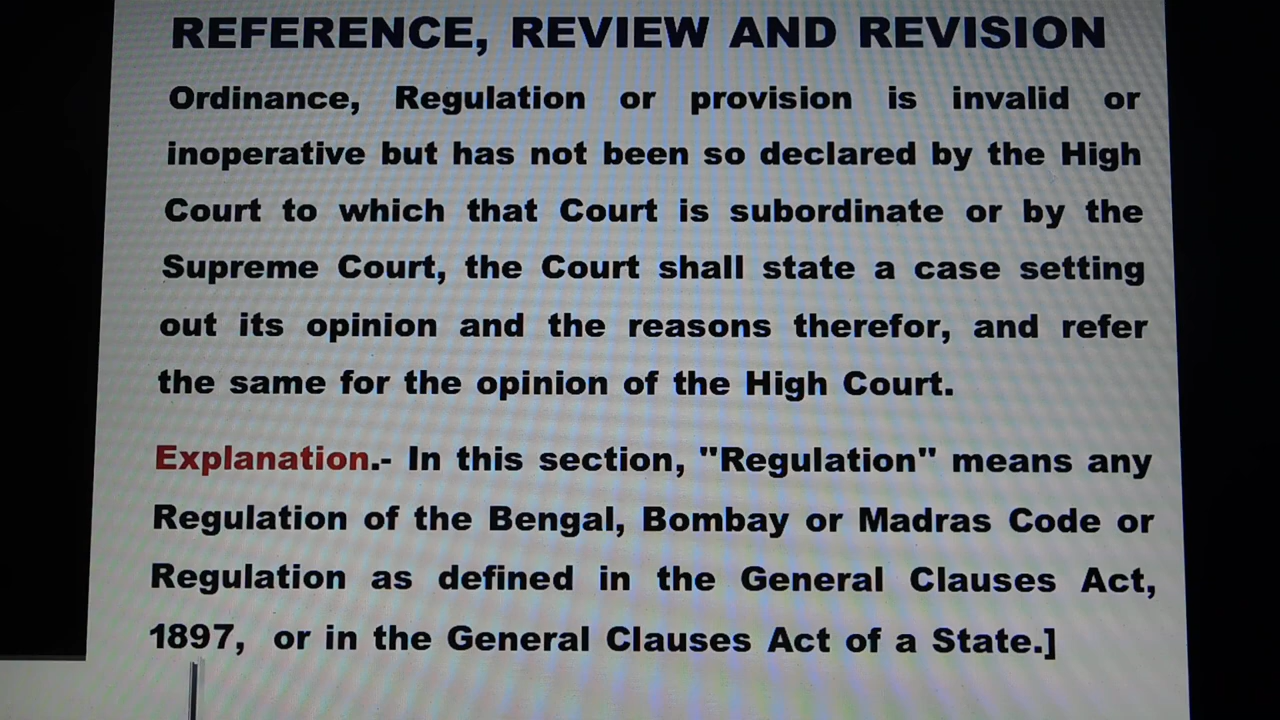 REFERENCE, REVIEW AND REVISION
Ordinance, Regulation or provision is invalid or
inoperative but has not been so declared by the High
Court to which that Court is subordinate or by the
Supreme Court, the Court shall state a case setting
out its opinion and the reasons therefor, and refer
the same for the opinion of the High Court.
Explanation.- In this section, "Regulation" means any
Regulation of the Bengal, Bombay or Madras Code or
Regulation as defined in the General Clauses Act,
1897, or in the General Clauses Act of a State.]